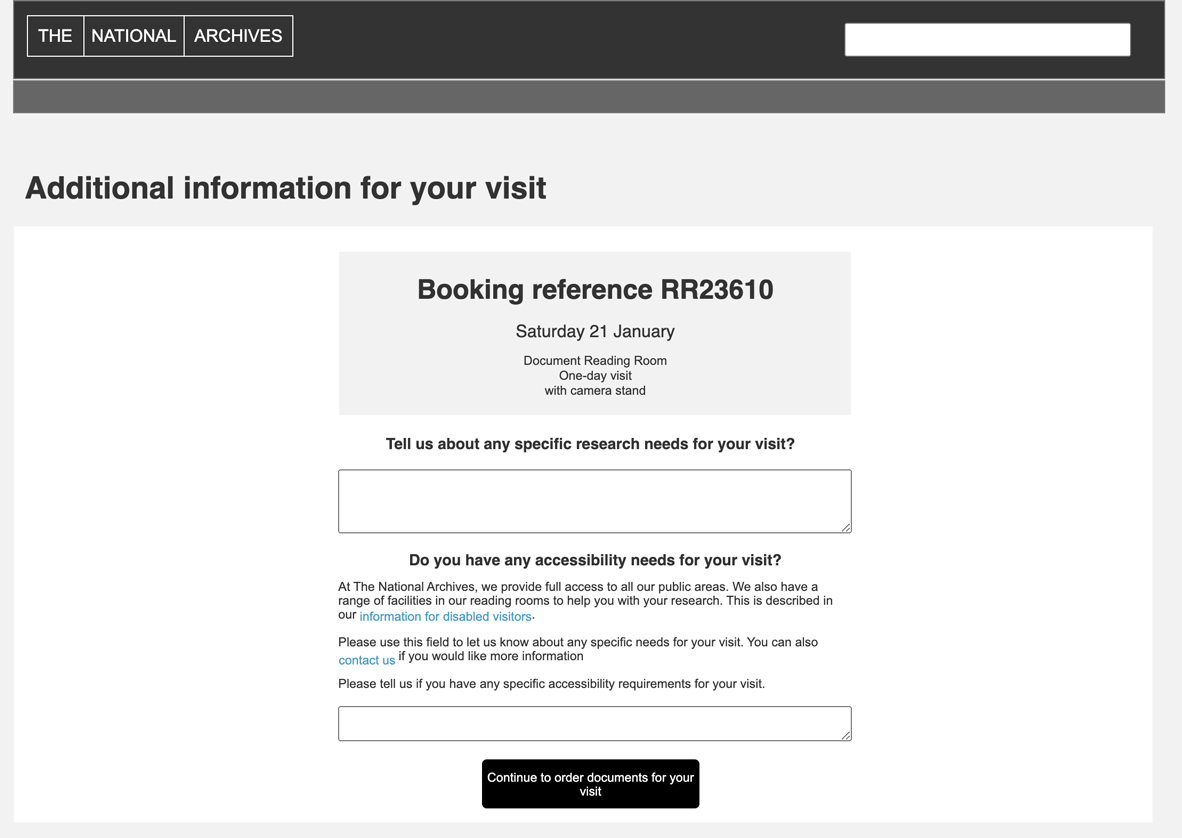 THE NATIONAL ARCHIVES
Additional information for your visit
Booking reference RR23610
Saturday 21 January
Document Reading Room
One-day visit
with camera stand
Tell us about any specific research needs for your visit?
Do you have any accessibility needs for your visit?
At The National Archives, we provide full access to all our public areas. We also have a
range of facilities in our reading rooms to help you with your research. This is described in
our information for disabled visitors.
Please use this field to let us know about any specific needs for your visit. You can also
contact us if you would like more information
Please tell us if you have any specific accessibility requirements for your visit.
Continue to order documents for your
visit